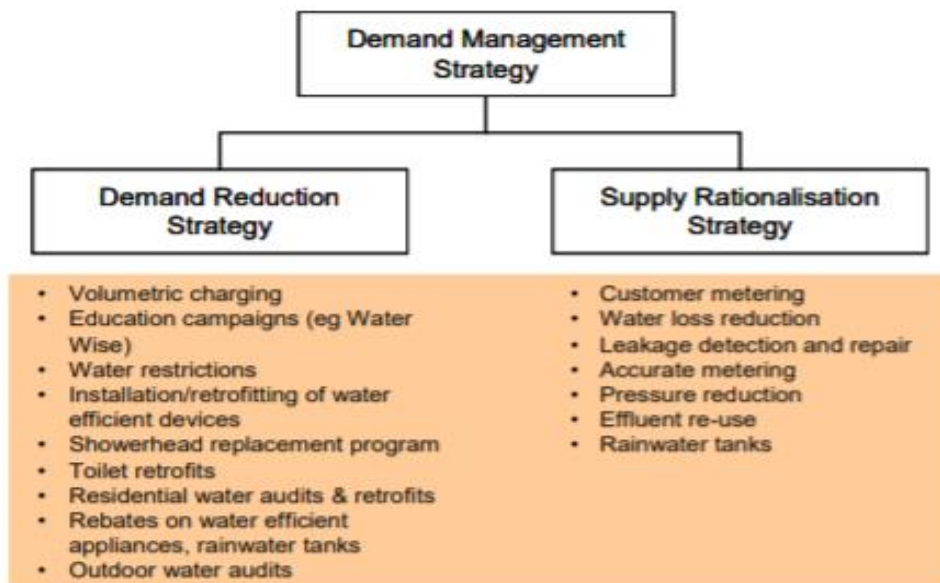 Demand Management
Strategy
Demand Reduction
Strategy
• Volumetric charging
• Education campaigns (eg Water
Wise)
• Water restrictions
• Installation/retrofitting of water
efficient devices
• Showerhead replacement program
• Toilet retrofits
• Residential water audits & retrofits
• Rebates on water efficient
appliances, rainwater tanks
• Outdoor water audits
Supply Rationalisation
Strategy
• Customer metering
• Water loss reduction
• Leakage detection and repair
• Accurate metering
• Pressure reduction
• Effluent re-use
• Rainwater tanks